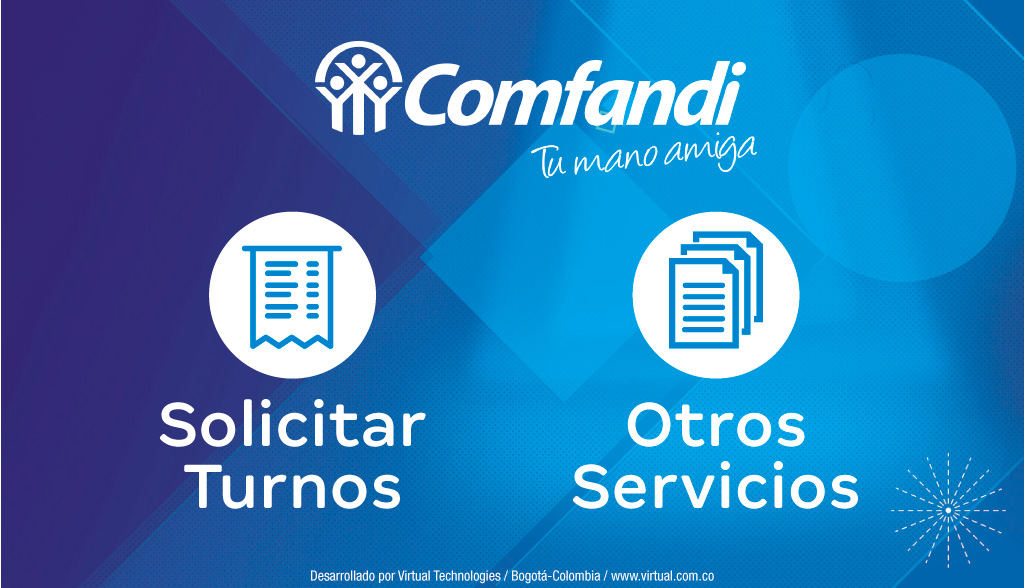 Comfandi
Tu mano amiga
Solicitar
Turnos
Otros
Servicios
Desarrollado por Virtual Technologies / Bogotá-Colombia / www.virtual.com.co